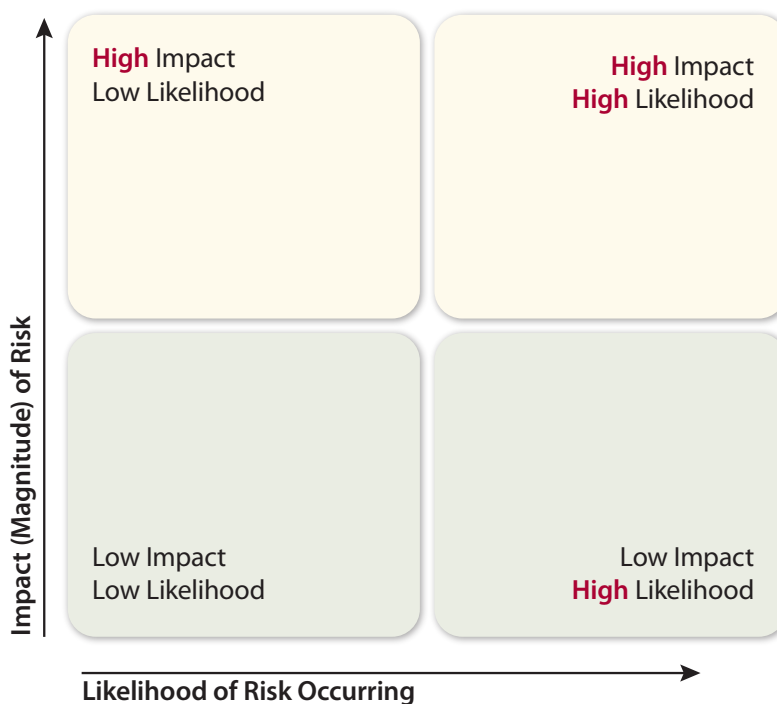 High Impact
Low Likelihood
High Impact
High Likelihood
Impact (Magnitude) of Risk
Low Impact
Low Likelihood
Low Impact
High Likelihood
Likelihood of Risk Occurring